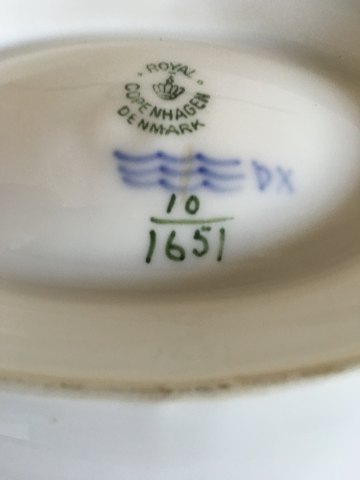 ROYAL
COPENHAGEN
DENMARK
DX
10
1651